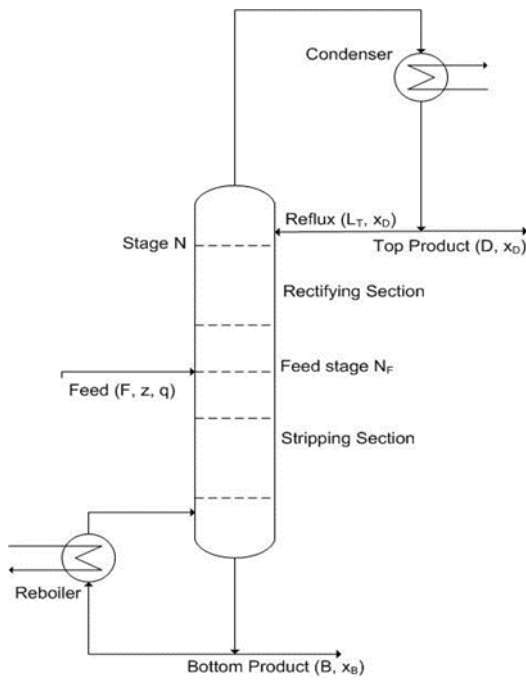 Condenser
Reflux (L_T, x_D)
Stage N
Top Product (D, x_D)
Rectifying Section
Feed stage N_F
Feed (F, z, q)
Stripping Section
Reboiler
Bottom Product (B, x_B)